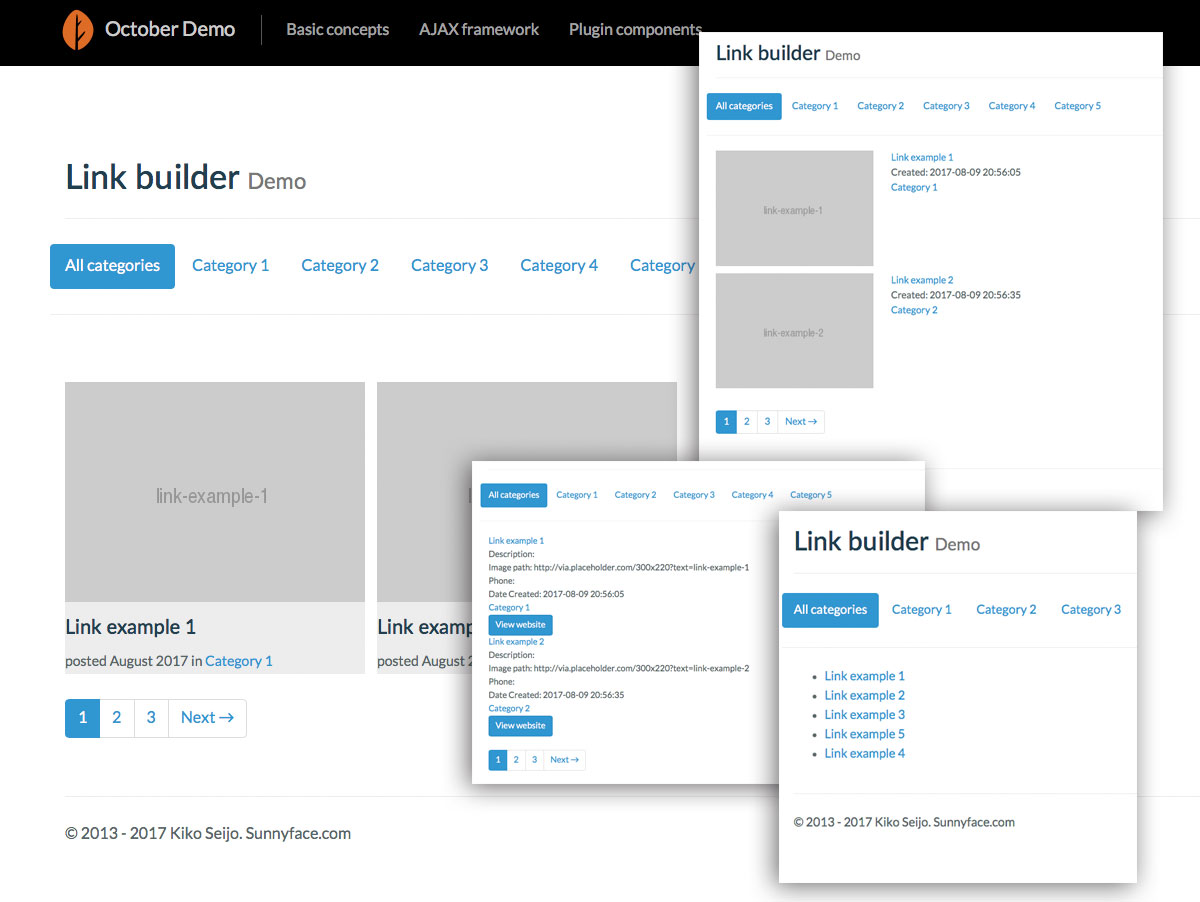 October Demo Basic concepts AJAX framework Plugin components
Link builder Demo
All categories Category 1 Category 2 Category 3 Category 4 Category
link-example-1
Link example 1
posted August 2017 in Category 1
Link examp
posted August 2
1 2 3 Next →
© 2013 - 2017 Kiko Seijo. Sunnyface.com
Link builder Demo
All categories Category 1 Category 2 Category 3 Category 4 Category 5
link-example-1
Link example 1
Created: 2017-08-09 20:56:05
Category 1
link-example-2
Link example 2
Created: 2017-08-09 20:56:35
Category 2
1 2 3 Next →
All categories Category 1 Category 2 Category 3 Category 4 Category 5
Link example 1
Description:
Image path: http://via.placeholder.com/300x220?text=link-example-1
Phone:
Date Created: 2017-08-09 20:56:05
Category 1
View website
Link example 2
Description:
Image path: http://via.placeholder.com/300x220?text=link-example-2
Phone:
Date Created: 2017-08-09 20:56:35
Category 2
View website
1 2 3 Next →
Link builder Demo
All categories Category 1 Category 2 Category 3
• Link example 1
• Link example 2
• Link example 3
• Link example 5
• Link example 4
© 2013 - 2017 Kiko Seijo. Sunnyface.com